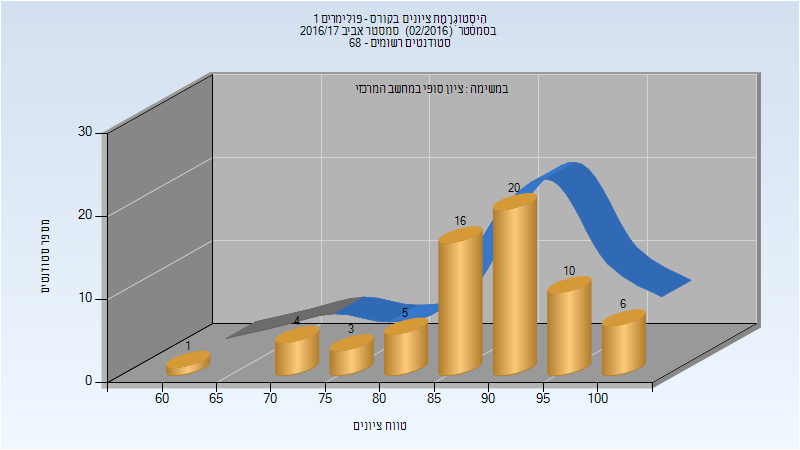 היסטוגרמת ציונים בקורס - פולימרים 1
בסמסטר (02/2016) סמסטר אביב 2016/17
סטודנטים רשומים - 68
במשימה : ציון סופי במחשב המרכזי
מספר סטודנטים
30
20
10
0
1
4
3
5
16
20
10
6
60 65 70 75 80 85 90 95 100
טווח ציונים